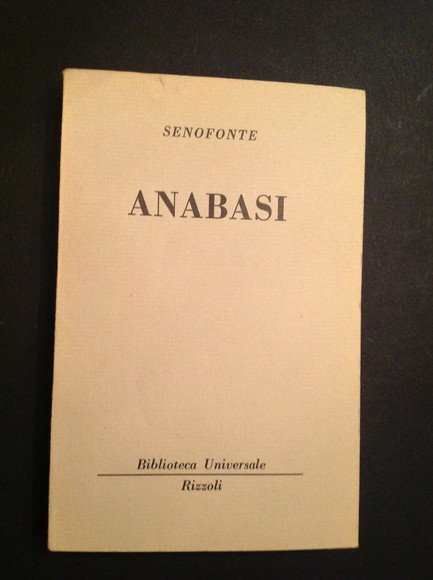 SENOFONTE
ANABASI
Biblioteca Universale
Rizzoli